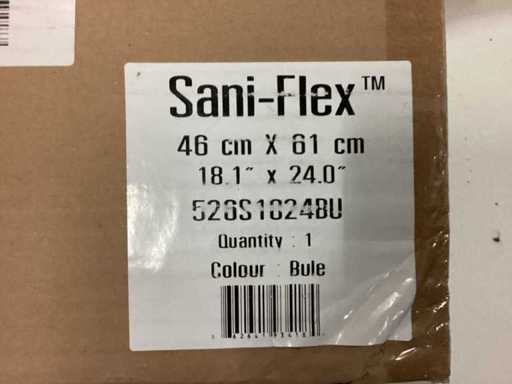 Sani-Flex™
46 cm X 61 cm
18.1" x 24.0"
526S1824BU
Quantity : 1
Colour : Bule